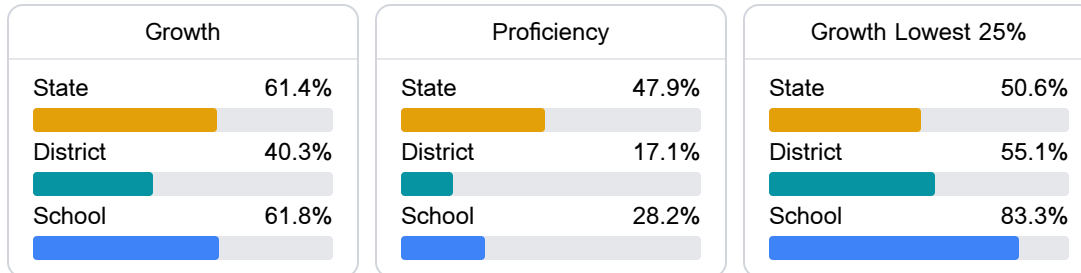 Growth
State 61.4%
District 40.3%
School 61.8%
Proficiency
State 47.9%
District 17.1%
School 28.2%
Growth Lowest 25%
State 50.6%
District 55.1%
School 83.3%